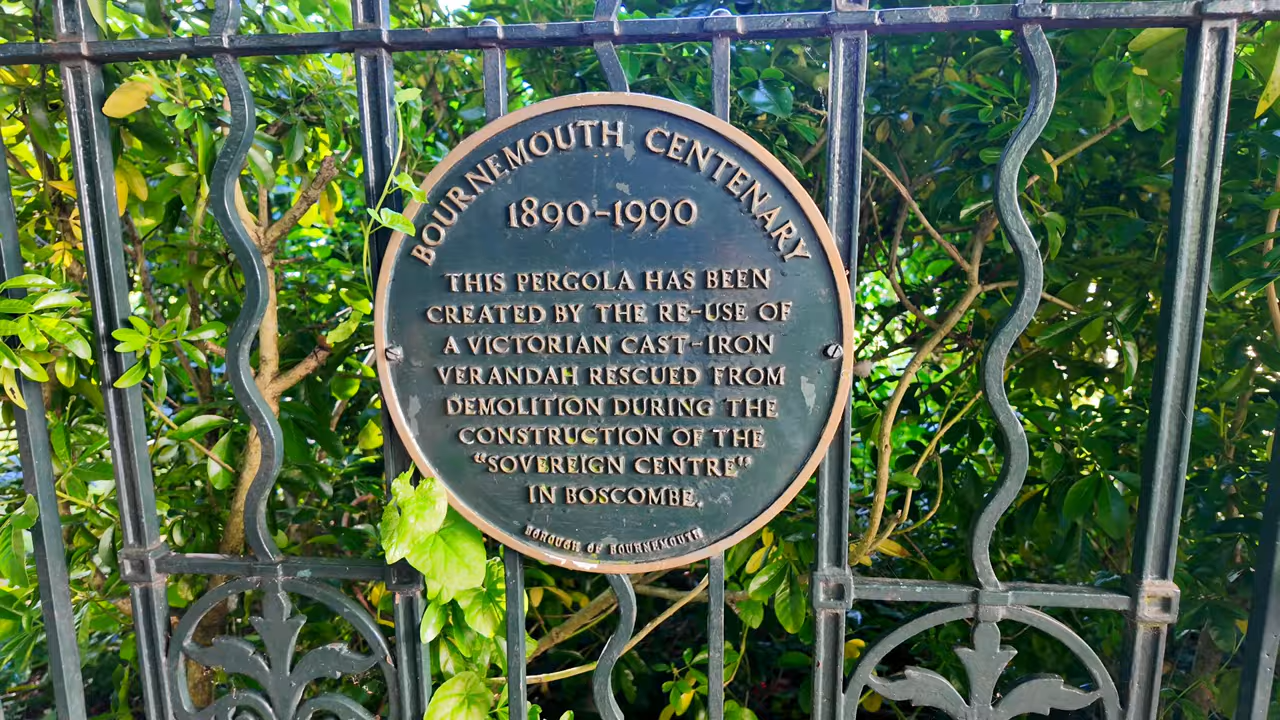 BOURNEMOUTH CENTENARY
1890-1990
THIS PERGOLA HAS BEEN
CREATED BY THE RE-USE OF
A VICTORIAN CAST-IRON
VERANDAH RESCUED FROM
DEMOLITION DURING THE
CONSTRUCTION OF THE
"SOVEREIGN CENTRE"
IN BOSCOMBE.
BOROUGH OF BOURNEMOUTH